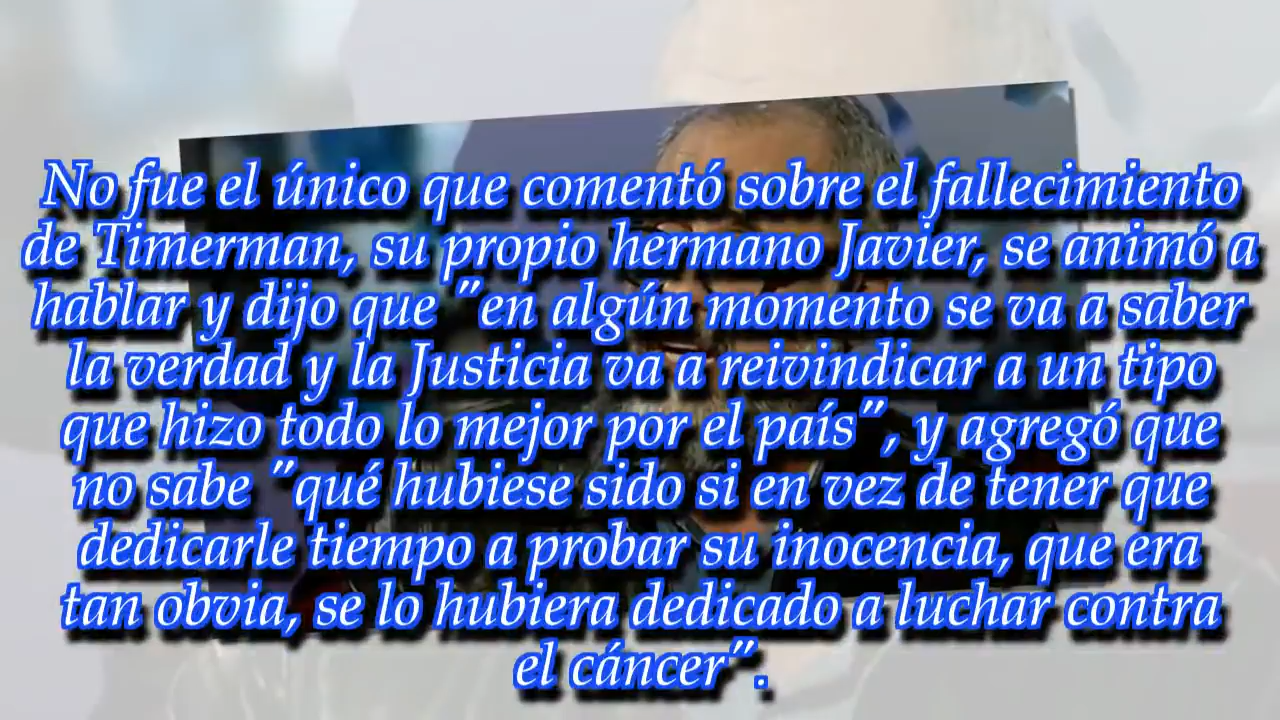 No fue el único que comentó sobre el fallecimiento
de Timerman, su propio hermano Javier, se animó a
hablar y dijo que "en algún momento se va a saber
la verdad y la Justicia va a reivindicar a un tipo
que hizo todo lo mejor por el país", y agregó que
no sabe "qué hubiese sido si en vez de tener que
dedicarle tiempo a probar su inocencia, que era
tan obvia, se lo hubiera dedicado a luchar contra
el cáncer".